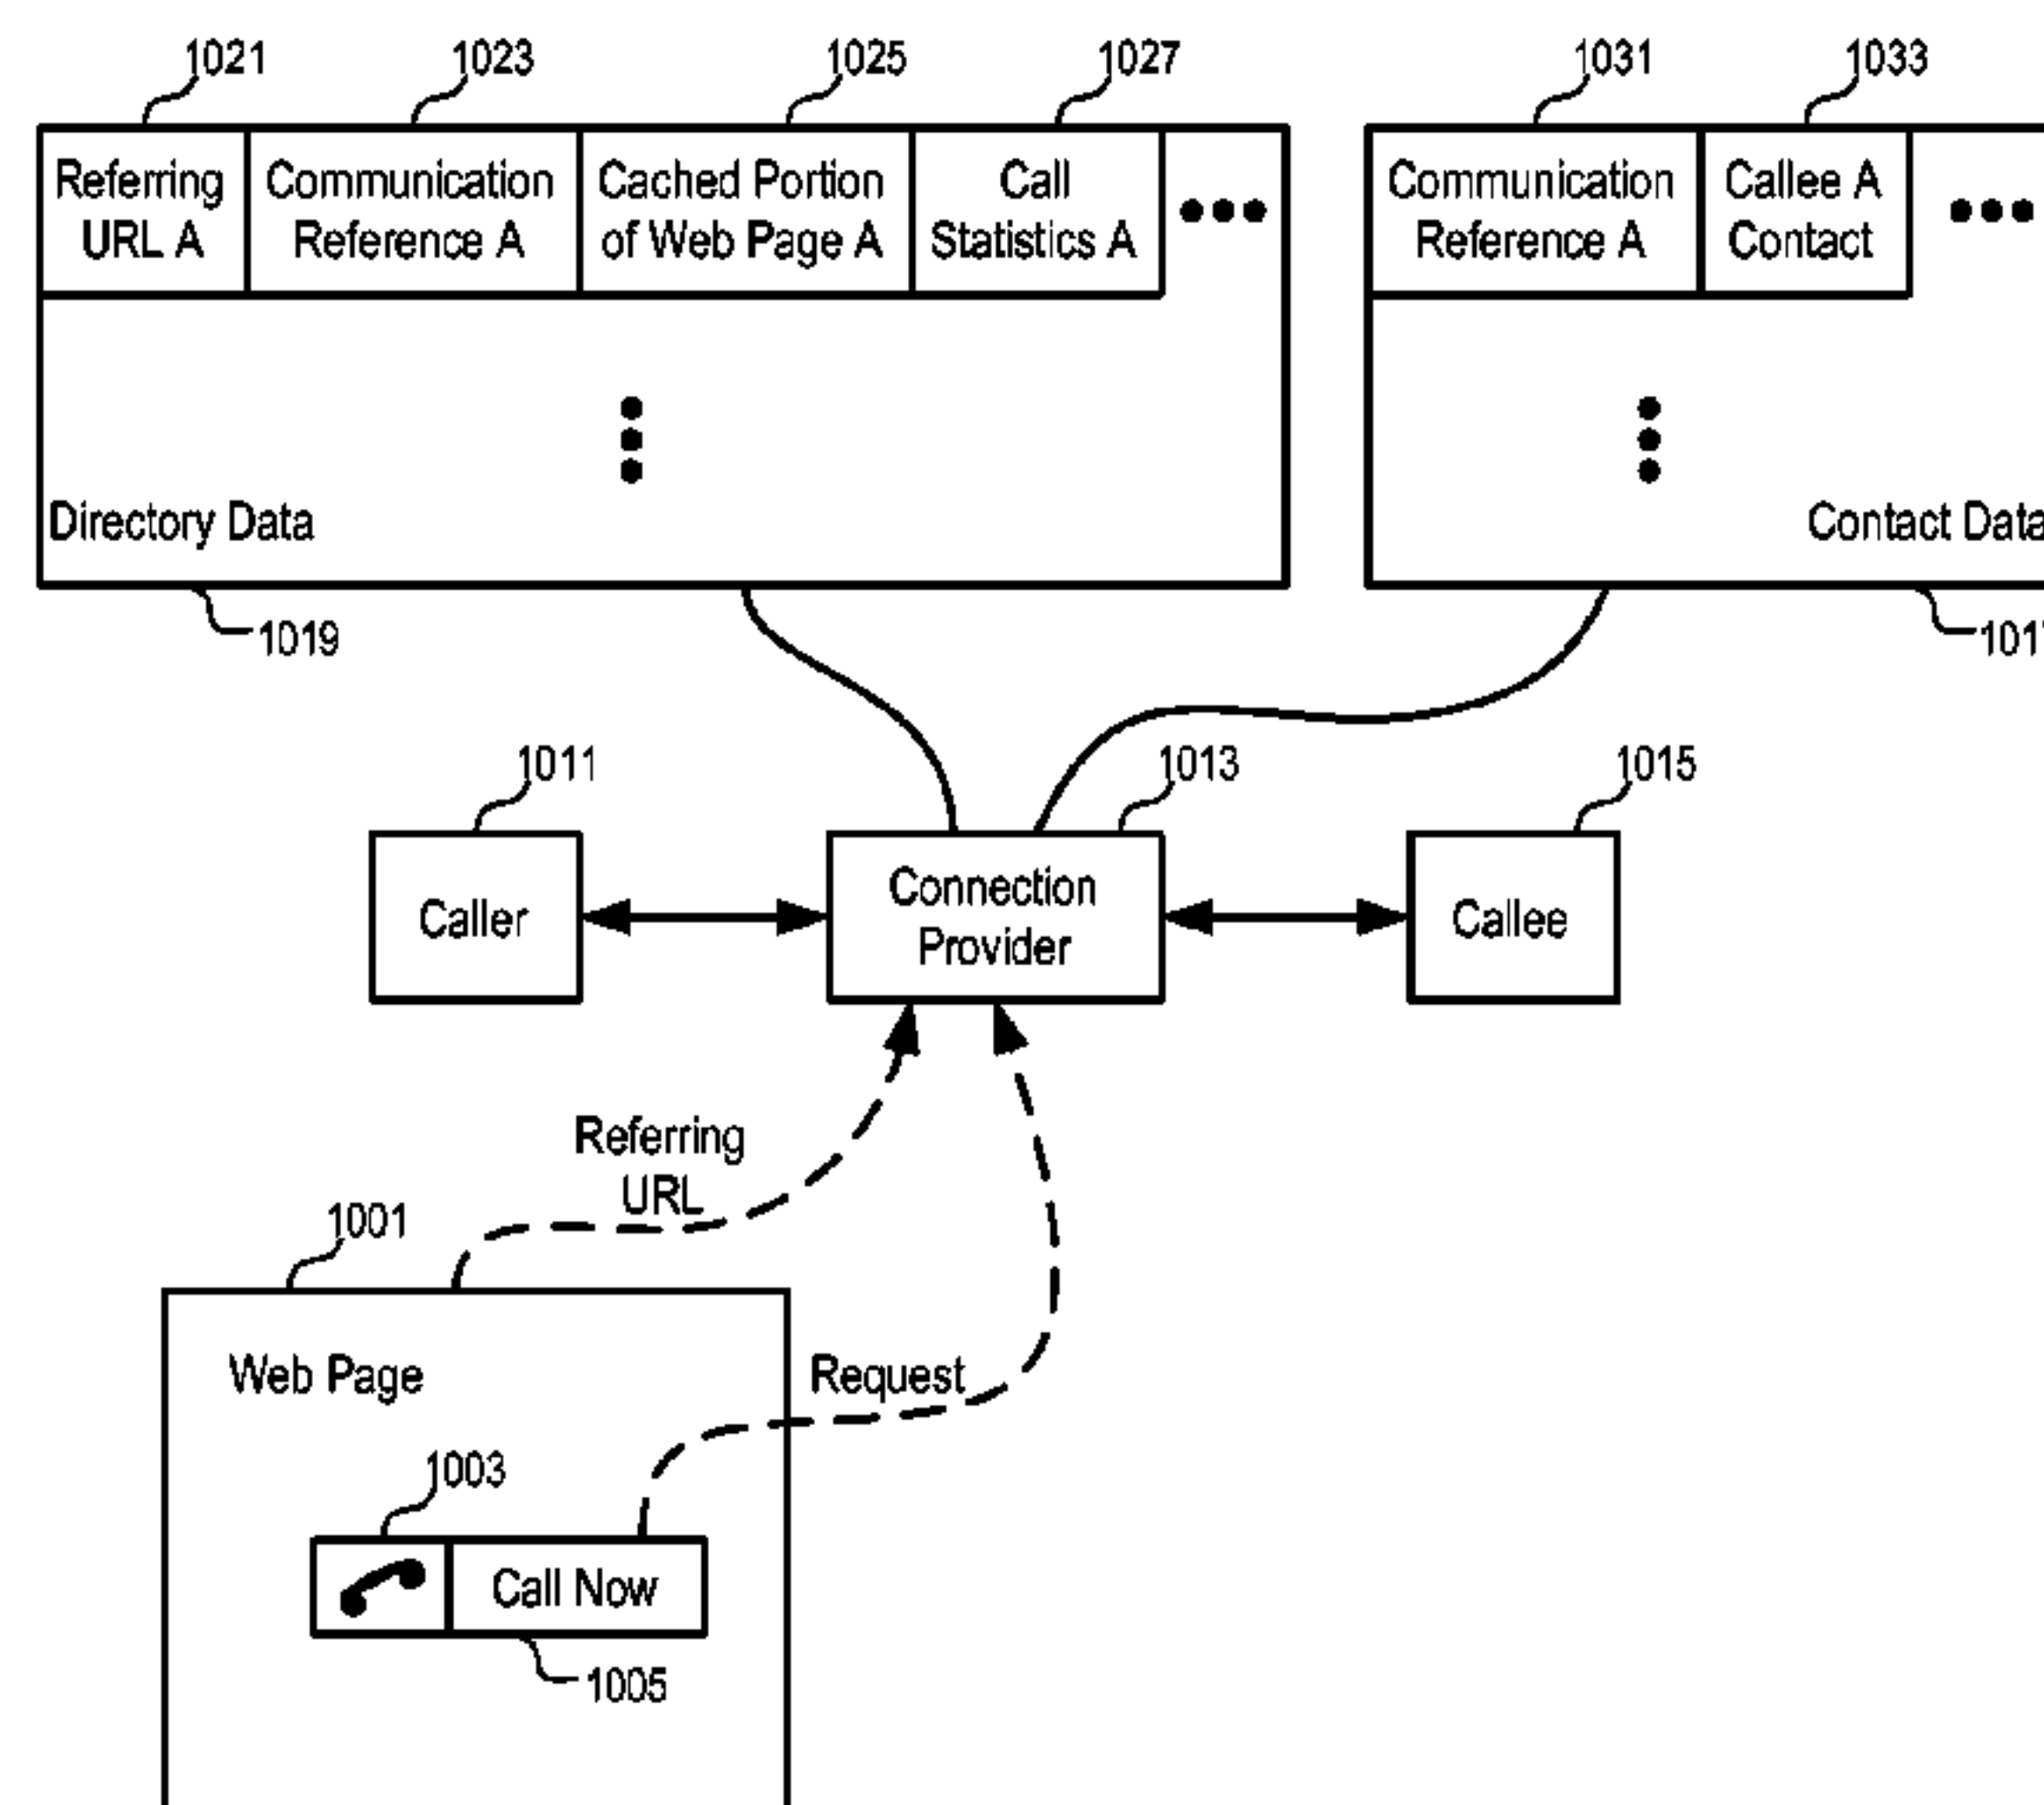 1021
1023
1025
1027
1031
1033
Referring
URL A
Communication
Reference A
Cached Portion
of Web Page A
Call
Statistics A
Communication
Reference A
Callee A
Contact
Directory Data
Contact Data
1019
1011
1013
1015
Caller
Connection
Provider
Callee
Referring
URL
1001
Web Page
Request
1003
Call Now
1005